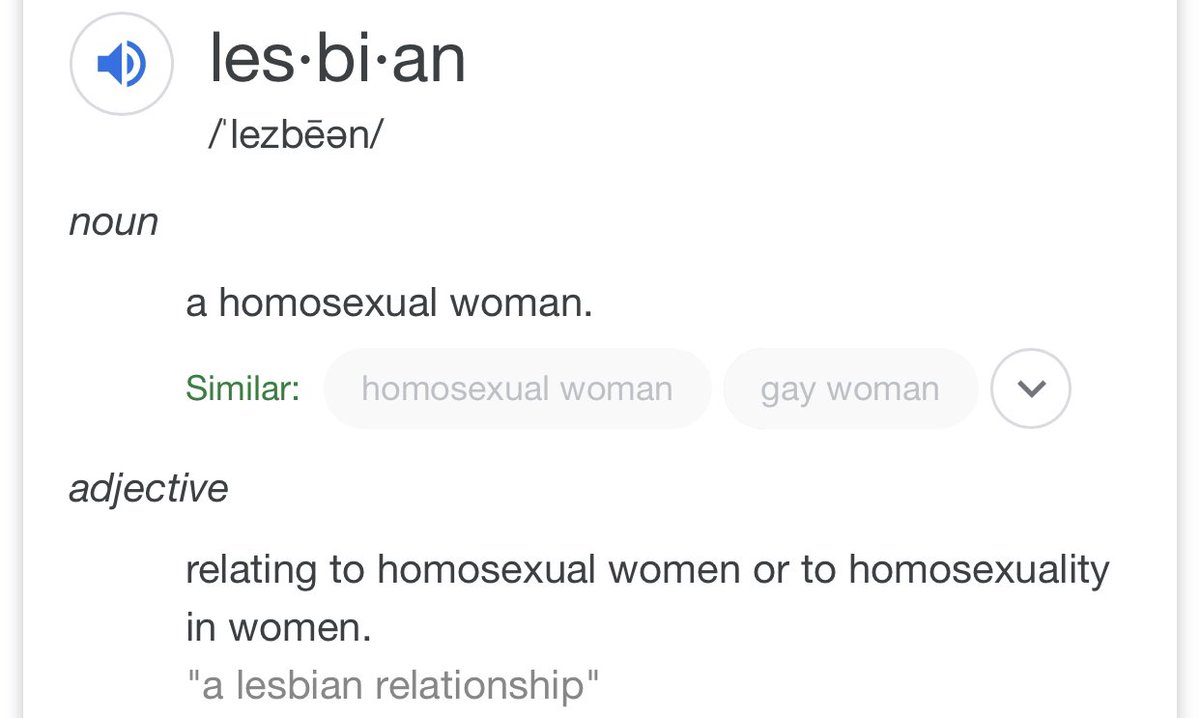 les·bi·an
/ˈlezbēən/
noun
a homosexual woman.
Similar: homosexual woman gay woman
adjective
relating to homosexual women or to homosexuality
in women.
"a lesbian relationship"